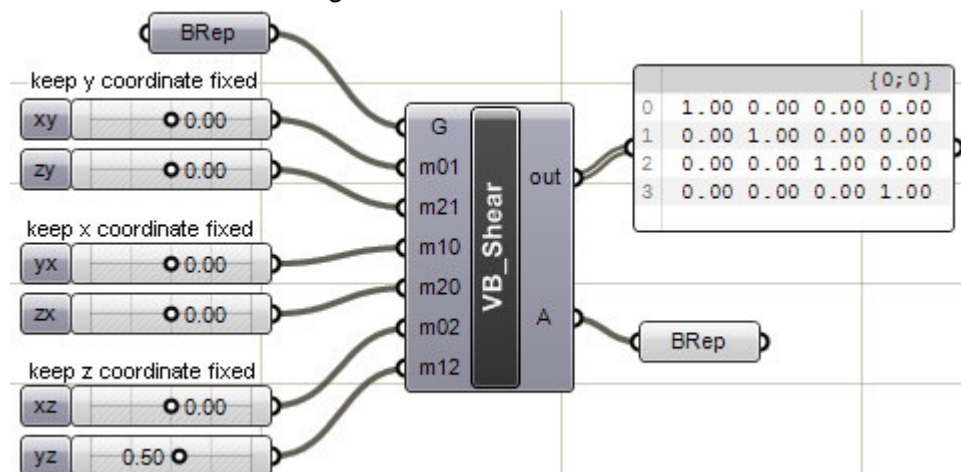 BRep
keep y coordinate fixed
xy 0.00
zy 0.00
keep x coordinate fixed
yx 0.00
zx 0.00
keep z coordinate fixed
xz 0.00
yz 0.50
G
m01
m21
m10
m20
m02
m12
VB_Shear
out
A
{0;0}
0 1.00 0.00 0.00 0.00
1 0.00 1.00 0.00 0.00
2 0.00 0.00 1.00 0.00
3 0.00 0.00 0.00 1.00
BRep